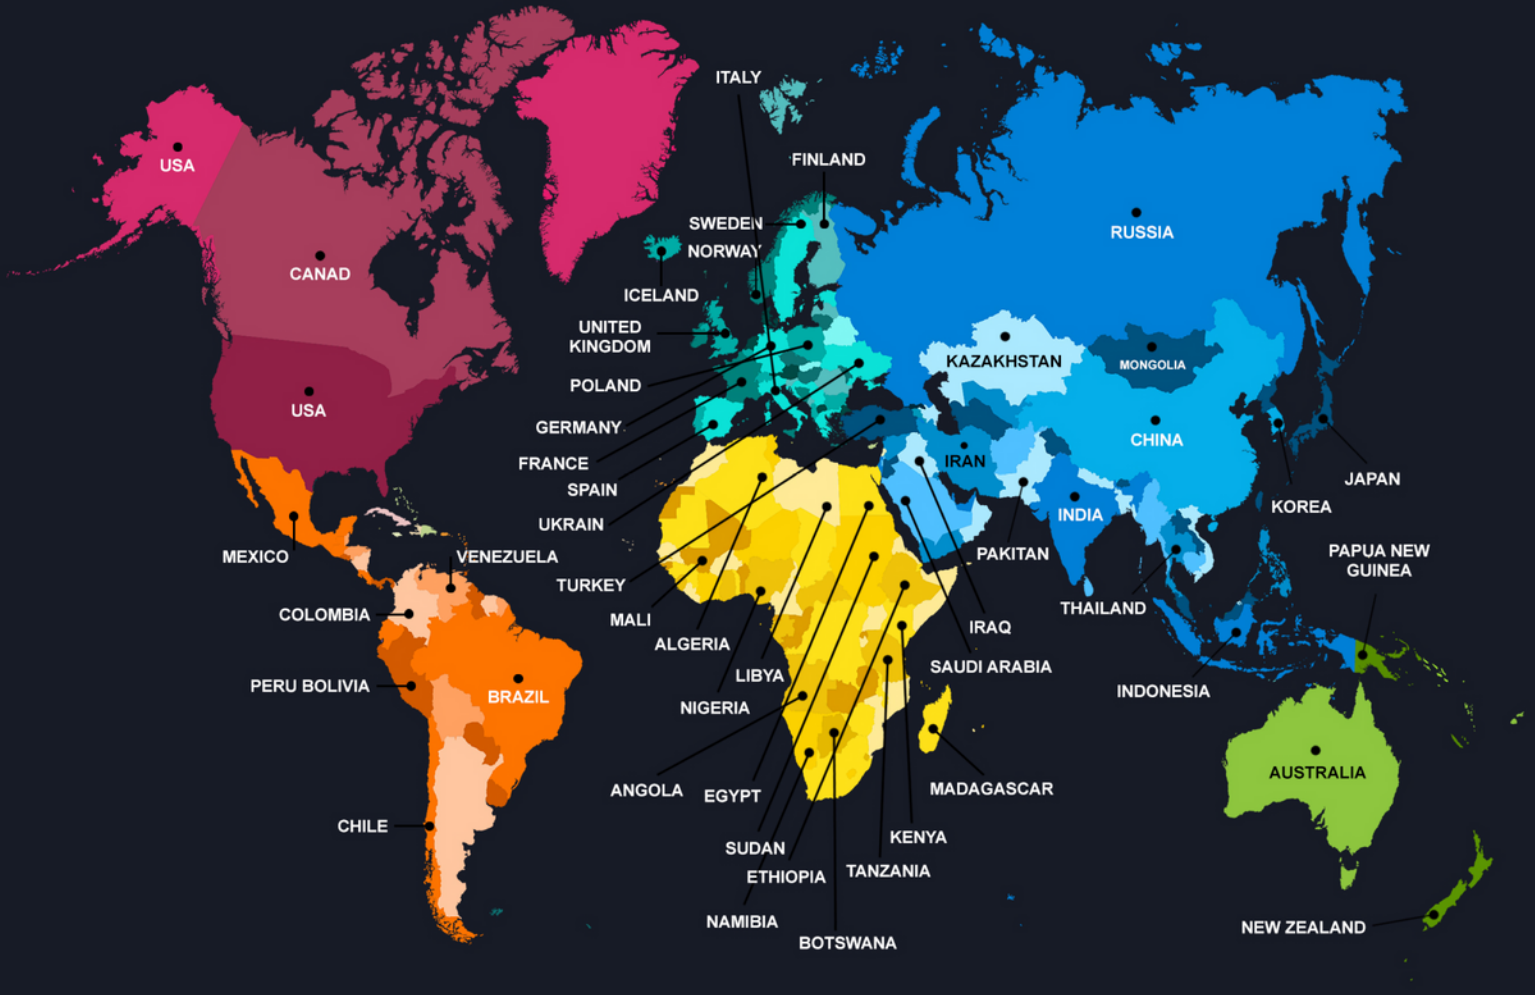 ITALY
FINLAND
USA
SWEDEN
RUSSIA
NORWAY
CANAD
ICELAND
UNITED
KINGDOM
KAZAKHSTAN
MONGOLIA
POLAND
USA
GERMANY
CHINA
IRAN
FRANCE
JAPAN
SPAIN
KOREA
INDIA
UKRAIN
MEXICO
VENEZUELA
PAKITAN
PAPUA NEW
GUINEA
TURKEY
THAILAND
COLOMBIA
MALI
IRAQ
ALGERIA
SAUDI ARABIA
LIBYA
PERU BOLIVIA
INDONESIA
BRAZIL
NIGERIA
AUSTRALIA
ANGOLA
EGYPT
MADAGASCAR
CHILE
KENYA
SUDAN
TANZANIA
ETHIOPIA
NAMIBIA
NEW ZEALAND
BOTSWANA